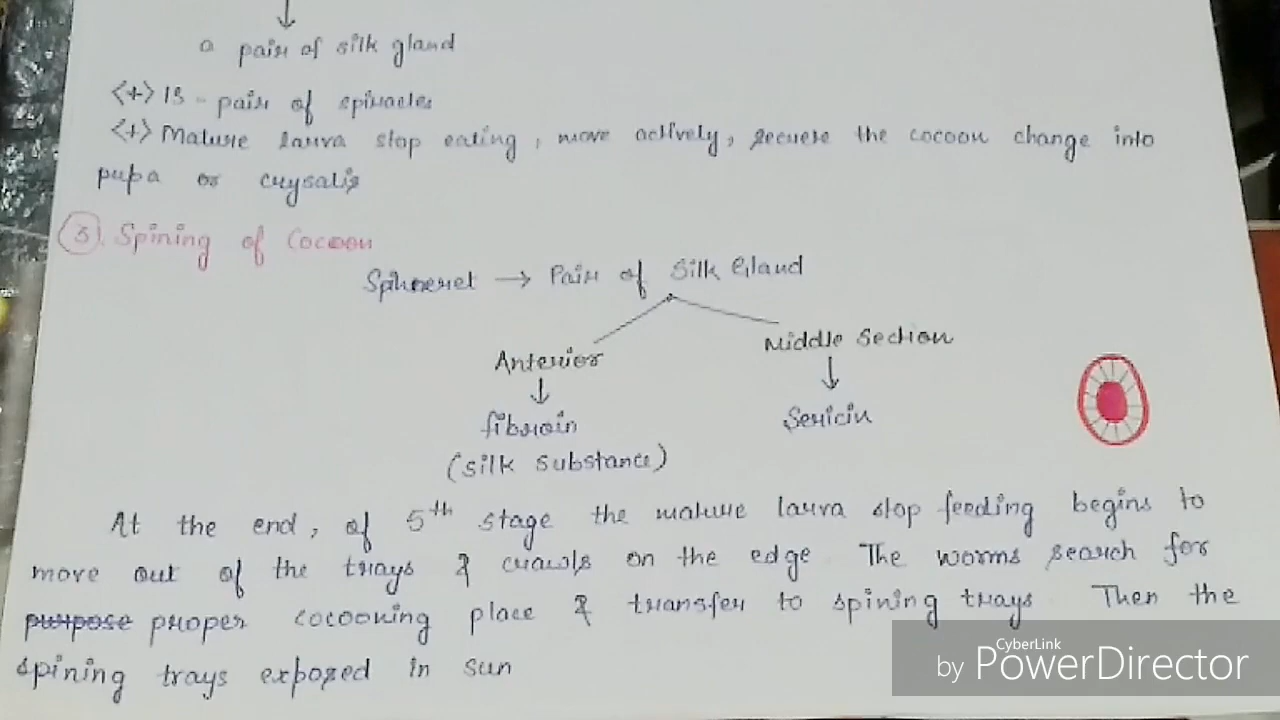 a pair of silk gland
<+> 18 - pair of spiracles
<+> Mature larva stop eating, move actively, secrete the cocoon change into
pupa or crysalis
3. Spining of Cocoon
Spinneret → Pair of Silk Gland
Anterior Middle Section
↓ ↓
fibroin Sericin
(silk substance)
At the end, of 5th stage the mature larva stop feeding begins to
move out of the trays & crawls on the edge The worms search for
purpose proper cocooning place & transfer to spining trays Then the
spining trays exposed in sun
CyberLink
by PowerDirector